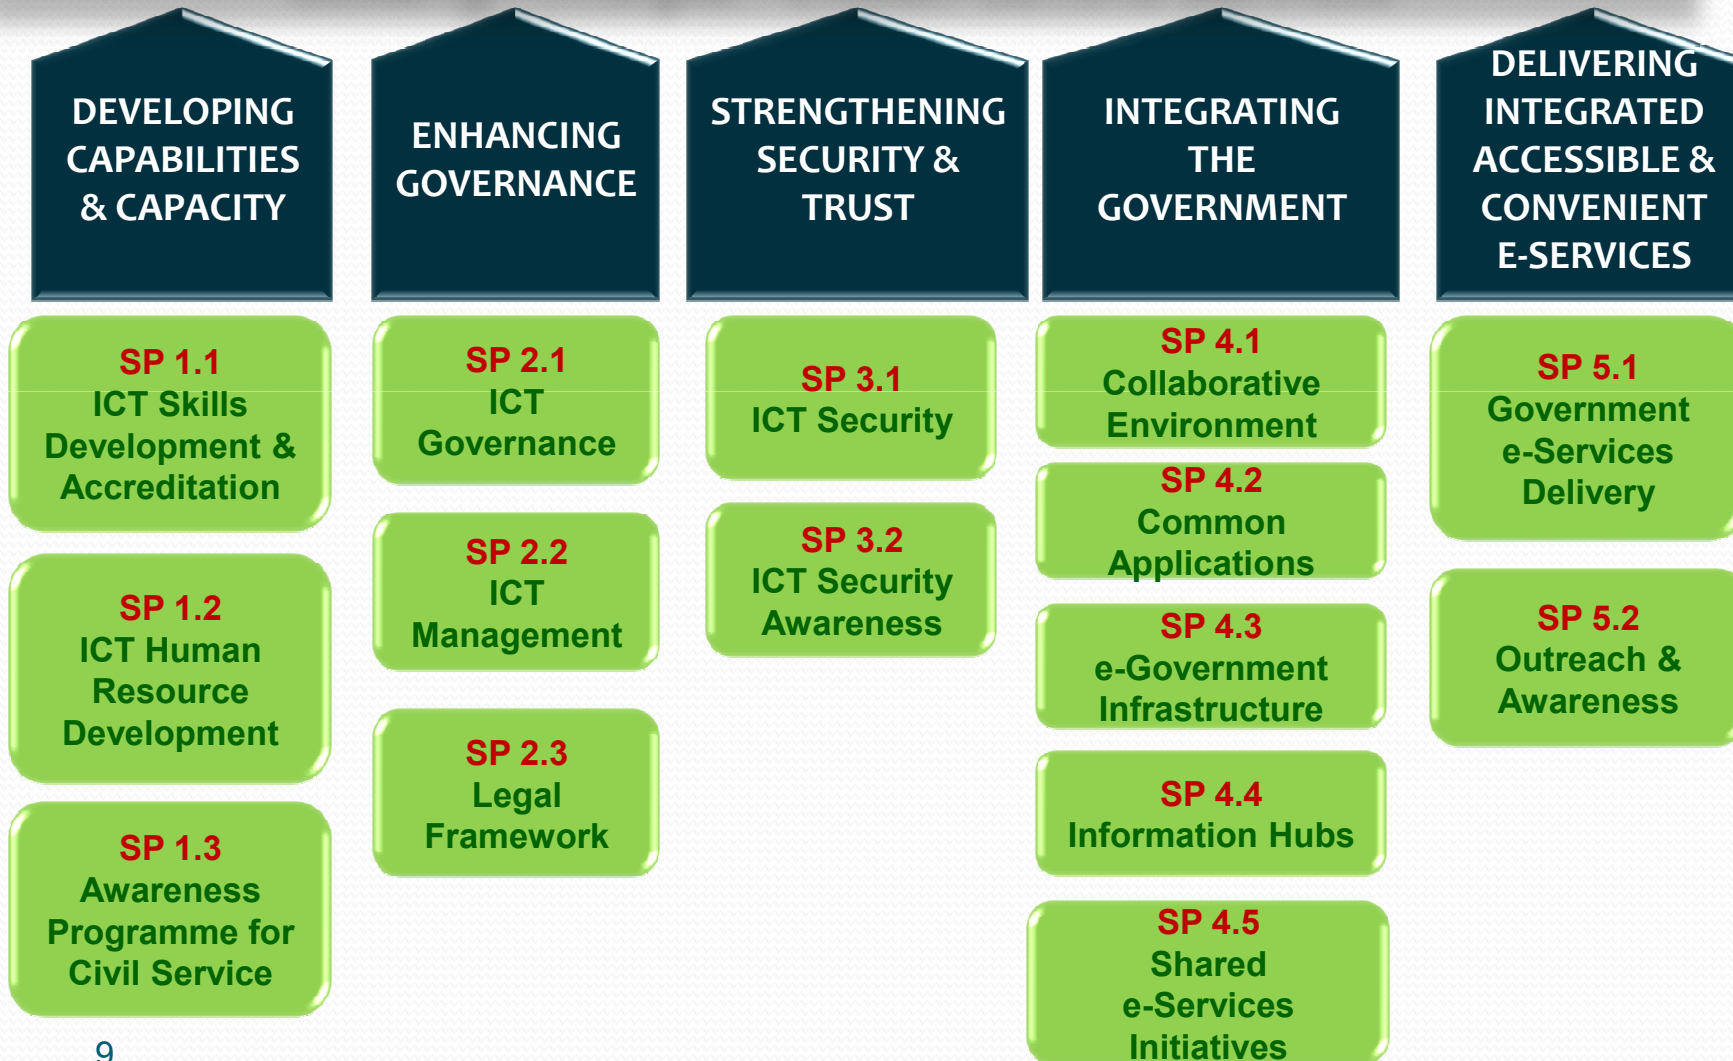 DEVELOPING
CAPABILITIES
& CAPACITY
ENHANCING
GOVERNANCE
STRENGTHENING
SECURITY &
TRUST
INTEGRATING
THE
GOVERNMENT
DELIVERING
INTEGRATED
ACCESSIBLE &
CONVENIENT
E-SERVICES
SP 1.1
ICT Skills
Development &
Accreditation
SP 1.2
ICT Human
Resource
Development
SP 1.3
Awareness
Programme for
Civil Service
SP 2.1
ICT
Governance
SP 2.2
ICT
Management
SP 2.3
Legal
Framework
SP 3.1
ICT Security
SP 3.2
ICT Security
Awareness
SP 4.1
Collaborative
Environment
SP 4.2
Common
Applications
SP 4.3
e-Government
Infrastructure
SP 4.4
Information Hubs
SP 4.5
Shared
e-Services
Initiatives
SP 5.1
Government
e-Services
Delivery
SP 5.2
Outreach &
Awareness
9